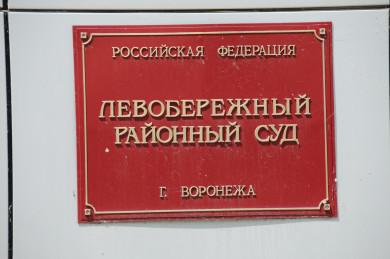 РОССИЙСКАЯ ФЕДЕРАЦИЯ
ЛЕВОБЕРЕЖНЫЙ
РАЙОННЫЙ СУД
Г. ВОРОНЕЖА